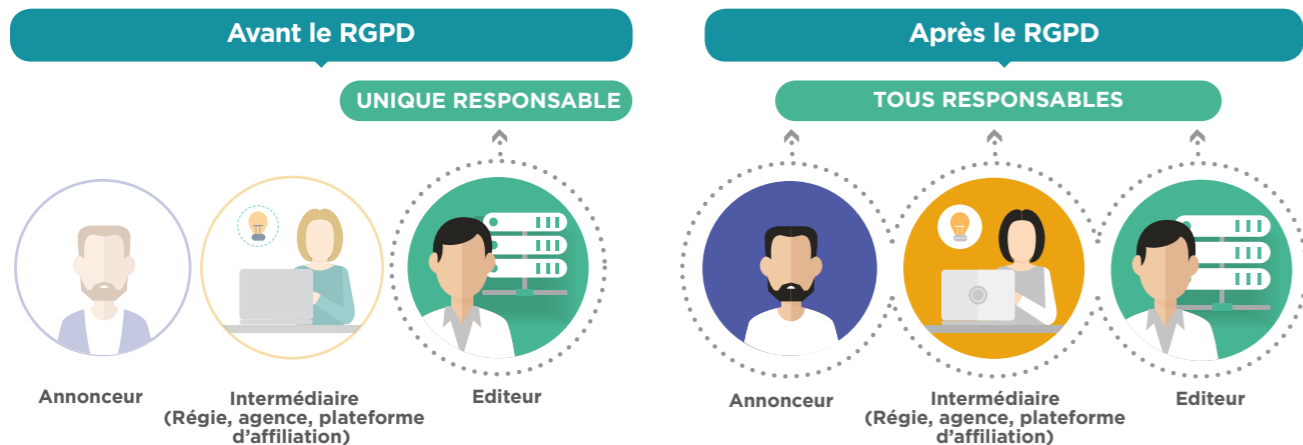 Avant le RGPD
UNIQUE RESPONSABLE
Annonceur
Intermédiaire
(Régie, agence, plateforme
d’affiliation)
Editeur
Après le RGPD
TOUS RESPONSABLES
Annonceur
Intermédiaire
(Régie, agence, plateforme
d’affiliation)
Editeur